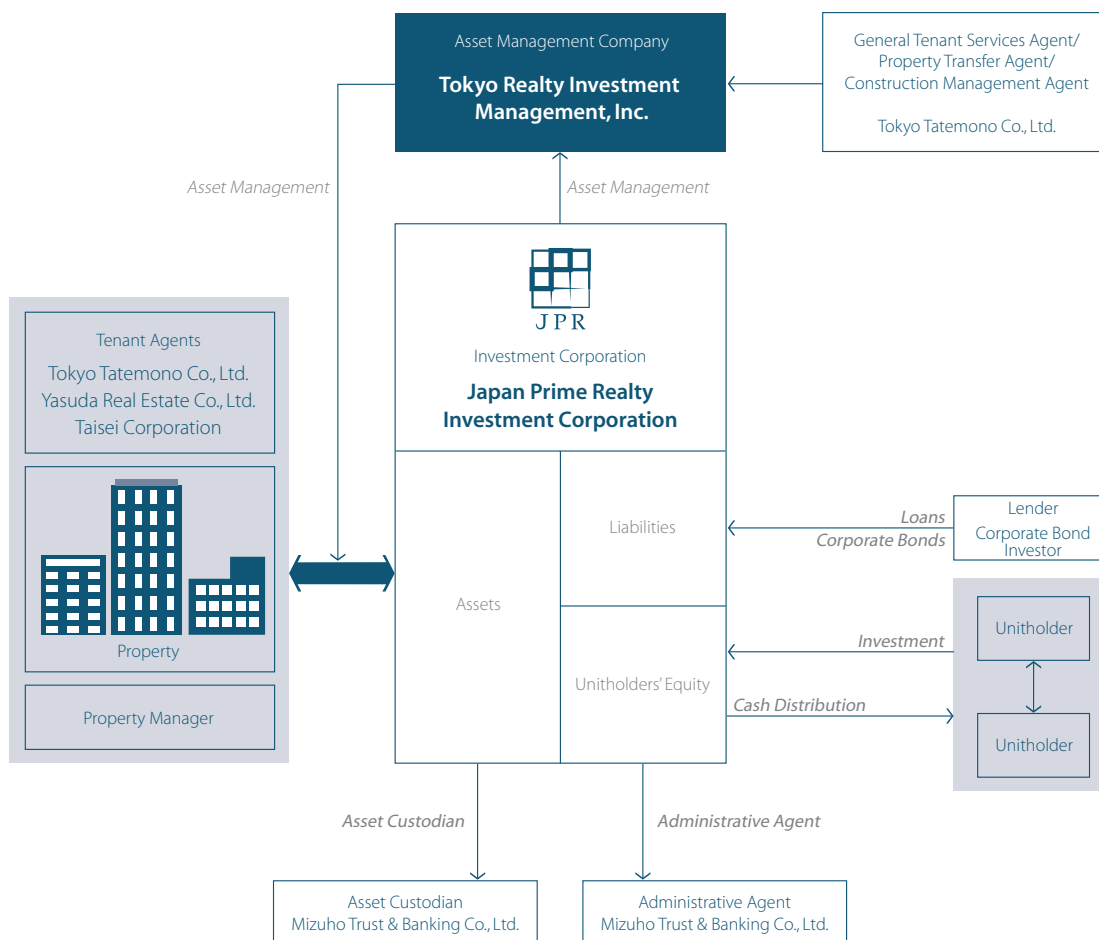 Asset Management Company
Tokyo Realty Investment
Management, Inc.
General Tenant Services Agent/
Property Transfer Agent/
Construction Management Agent
Tokyo Tatemono Co., Ltd.
Asset Management
Asset Management
JPR
Investment Corporation
Japan Prime Realty
Investment Corporation
Tenant Agents
Tokyo Tatemono Co., Ltd.
Yasuda Real Estate Co., Ltd.
Taisei Corporation
Property
Property Manager
Assets
Liabilities
Unitholders’ Equity
Loans
Corporate Bonds
Lender
Corporate Bond
Investor
Investment
Cash Distribution
Unitholder
Unitholder
Asset Custodian
Administrative Agent
Asset Custodian
Mizuho Trust & Banking Co., Ltd.
Administrative Agent
Mizuho Trust & Banking Co., Ltd.